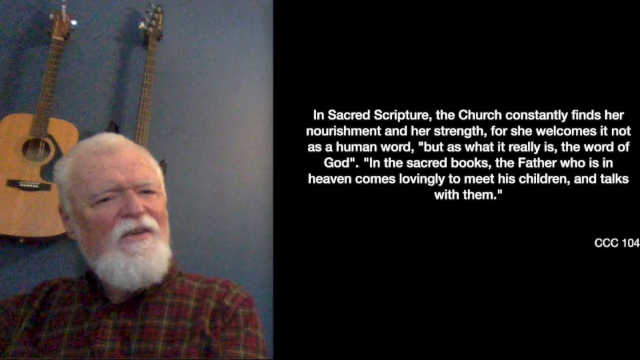 In Sacred Scripture, the Church constantly finds her
nourishment and her strength, for she welcomes it not
as a human word, "but as what it really is, the word of
God". "In the sacred books, the Father who is in
heaven comes lovingly to meet his children, and talks
with them."
CCC 104